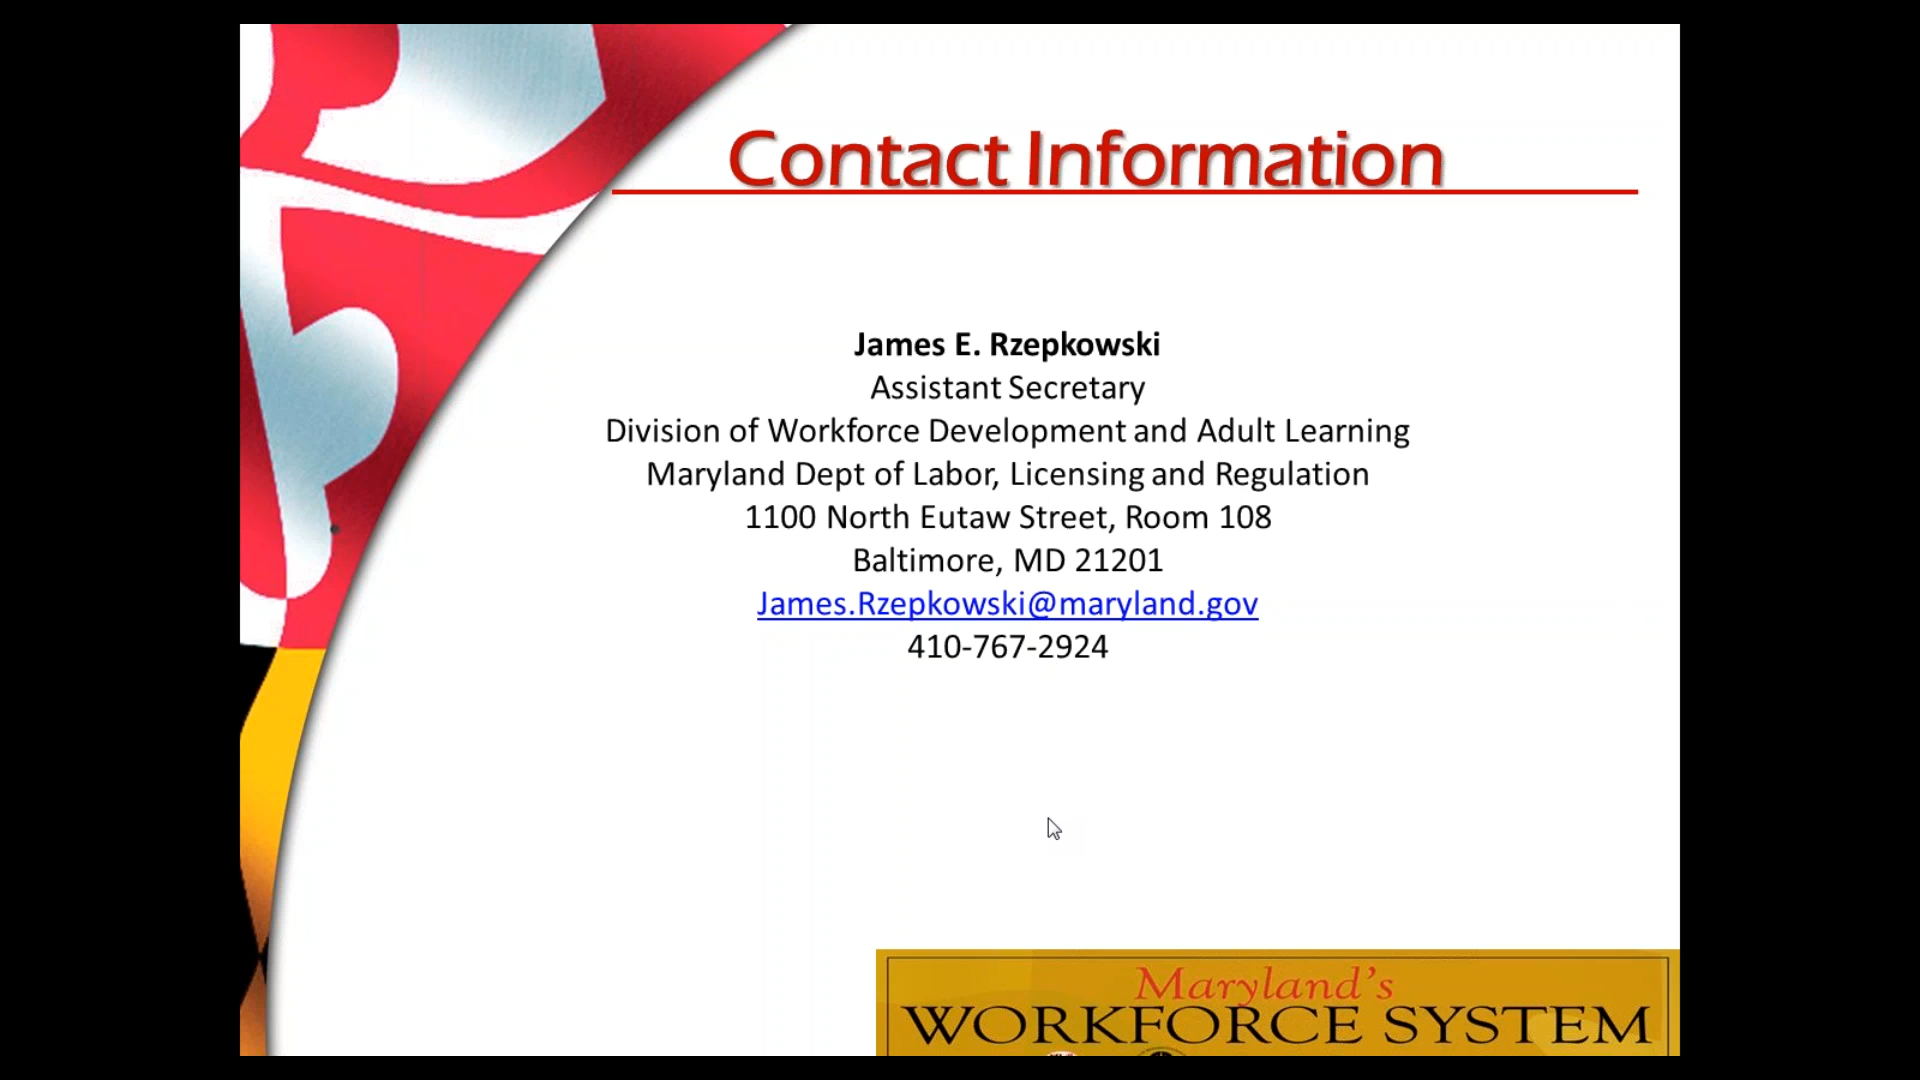 Contact Information
James E. Rzepkowski
Assistant Secretary
Division of Workforce Development and Adult Learning
Maryland Dept of Labor, Licensing and Regulation
1100 North Eutaw Street, Room 108
Baltimore, MD 21201
James.Rzepkowski@maryland.gov
410-767-2924
Maryland's
WORKFORCE SYSTEM